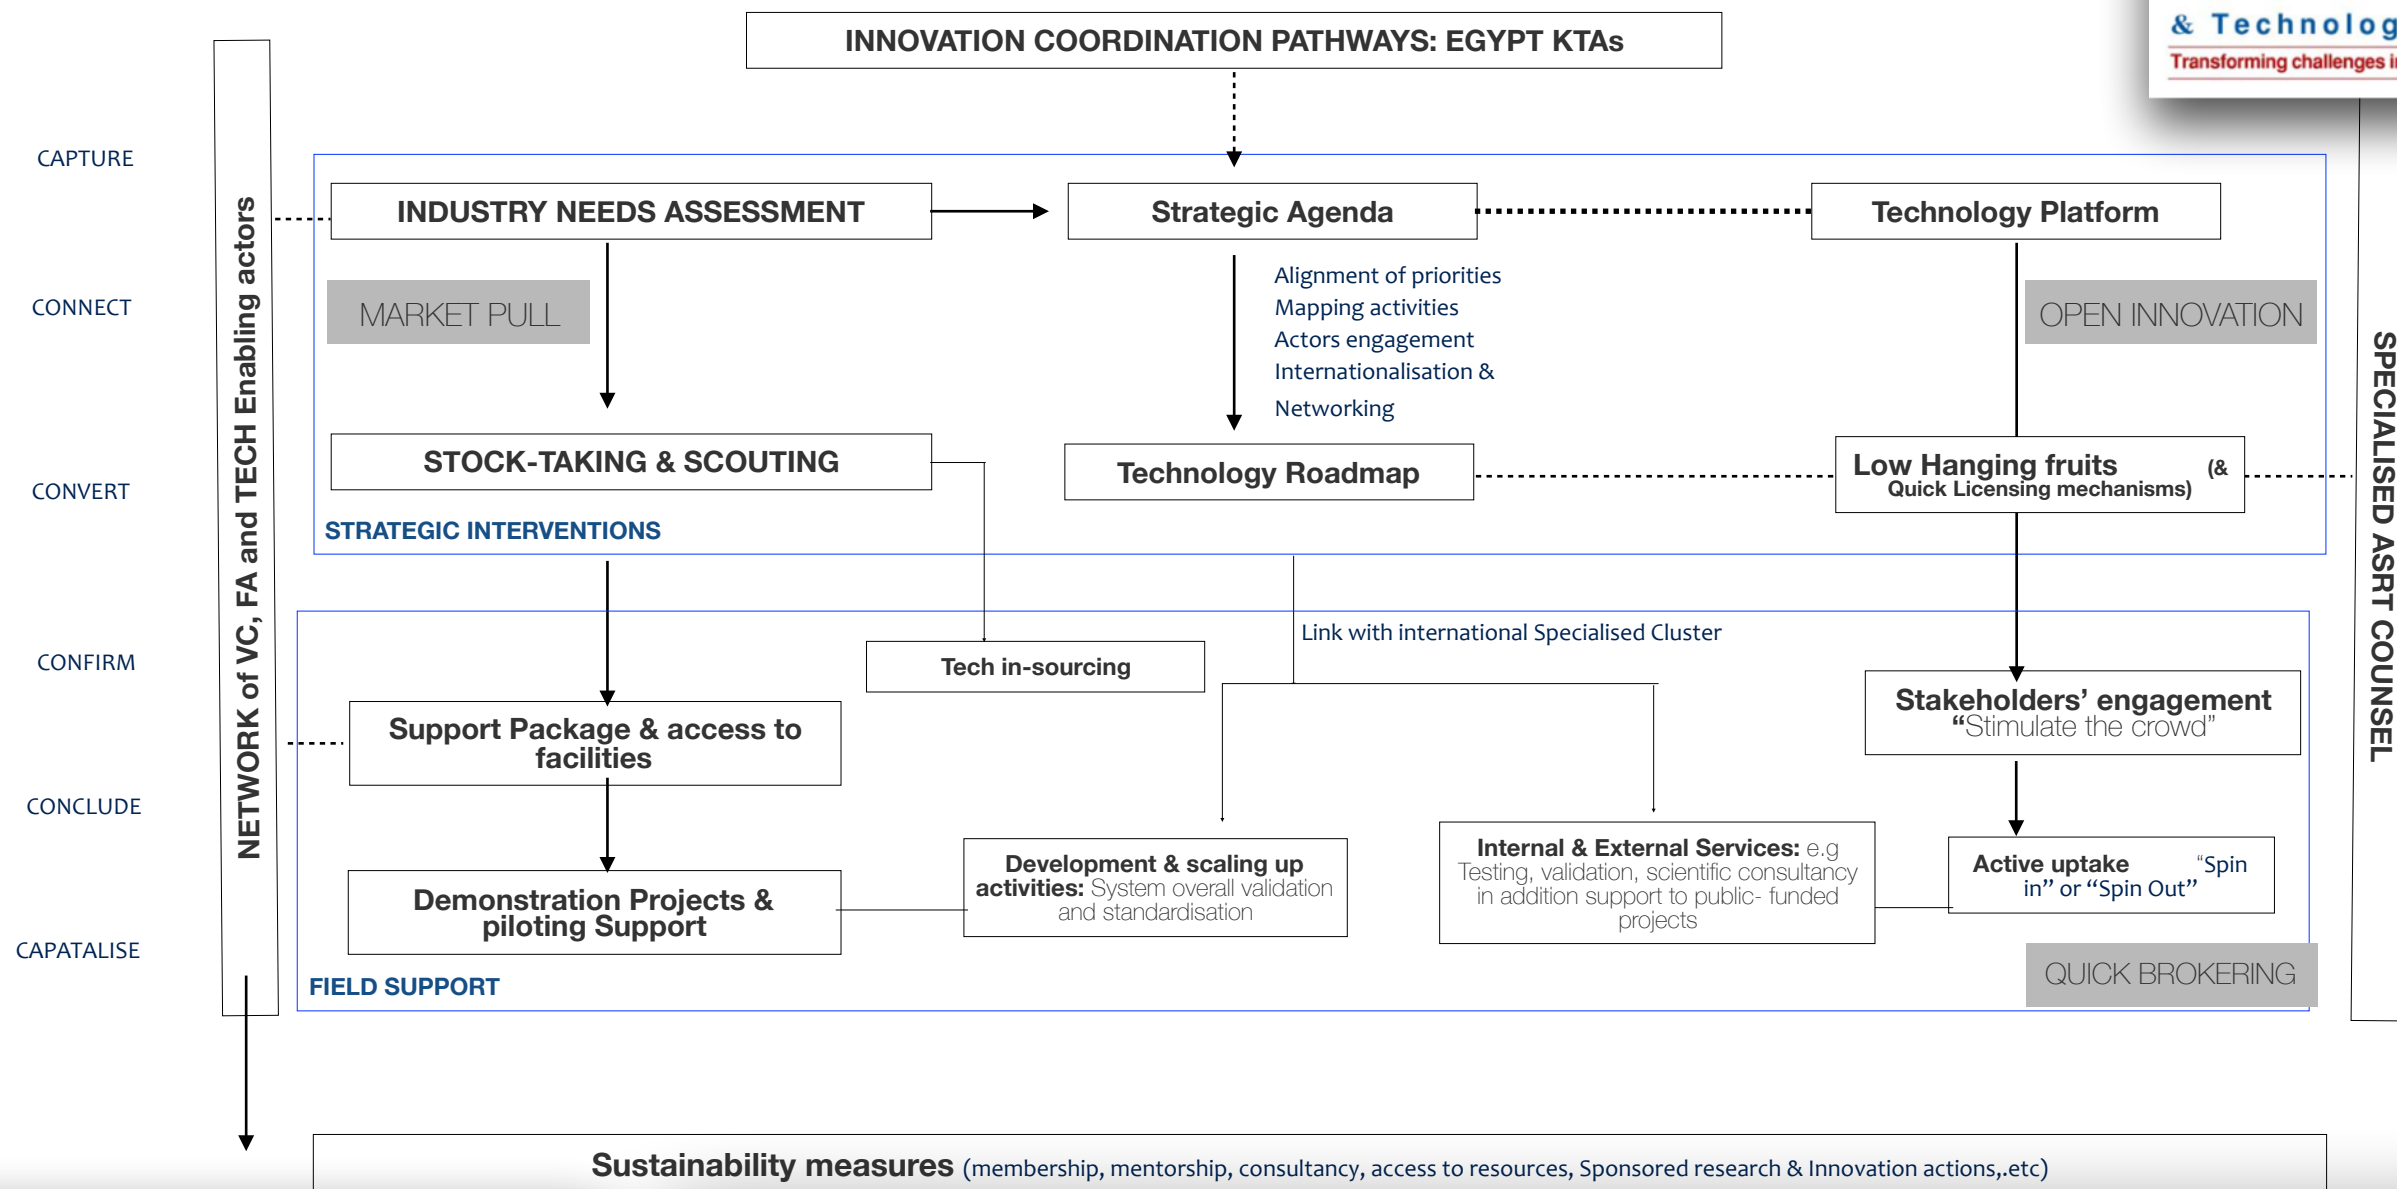 INNOVATION COORDINATION PATHWAYS: EGYPT KTAs
& Technolog
Transforming challenges i
CAPTURE
CONNECT
CONVERT
CONFIRM
CONCLUDE
CAPATALISE
NETWORK of VC, FA and TECH Enabling actors
INDUSTRY NEEDS ASSESSMENT
Strategic Agenda
Technology Platform
MARKET PULL
Alignment of priorities
Mapping activities
Actors engagement
Internationalisation &
Networking
OPEN INNOVATION
STOCK-TAKING & SCOUTING
Technology Roadmap
Low Hanging fruits (&
Quick Licensing mechanisms)
STRATEGIC INTERVENTIONS
SPECIALISED ASRT COUNSEL
Link with international Specialised Cluster
Tech in-sourcing
Support Package & access to
facilities
Stakeholders’ engagement
“Stimulate the crowd”
Demonstration Projects &
piloting Support
Development & scaling up
activities: System overall validation
and standardisation
Internal & External Services: e.g
Testing, validation, scientific consultancy
in addition support to public- funded
projects
Active uptake “Spin
in” or “Spin Out”
FIELD SUPPORT
QUICK BROKERING
Sustainability measures (membership, mentorship, consultancy, access to resources, Sponsored research & Innovation actions,.etc)